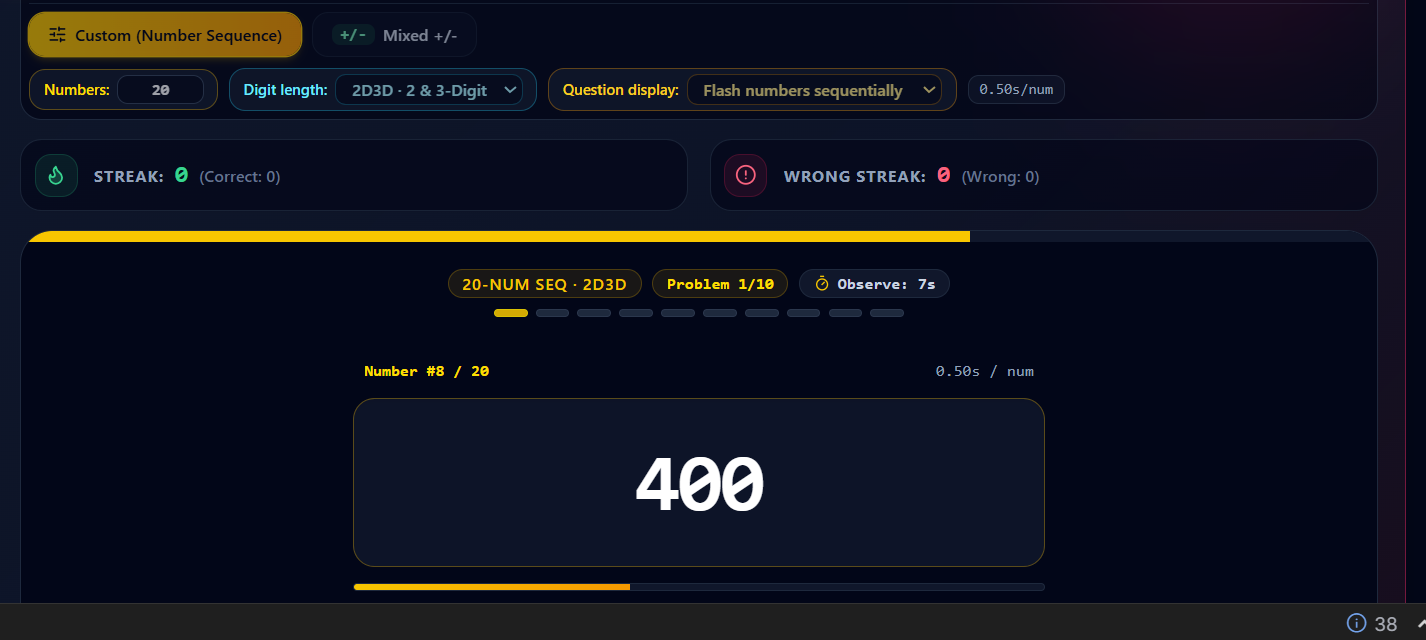 Custom (Number Sequence) +/- Mixed +/-
Numbers: 20 Digit length: 2D3D · 2 & 3-Digit Question display: Flash numbers sequentially 0.50s/num
STREAK: 0 (Correct: 0) WRONG STREAK: 0 (Wrong: 0)
20-NUM SEQ · 2D3D Problem 1/10 Observe: 7s
Number #8 / 20 0.50s / num
400
38